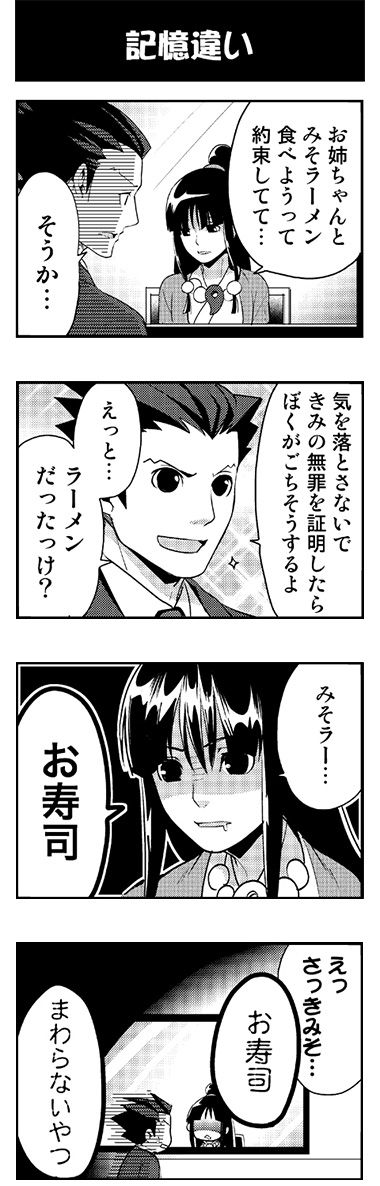 記憶違い
お姉ちゃんと
みそラーメン
食べようって
約束してて…
そうか…
気を落とさないで
きみの無罪を証明したら
ぼくがごちそうするよ
えっと…
ラーメン
だったっけ?
みそラー…
お寿司
えっ
さっきみそ…
お寿司
まわらないやつ